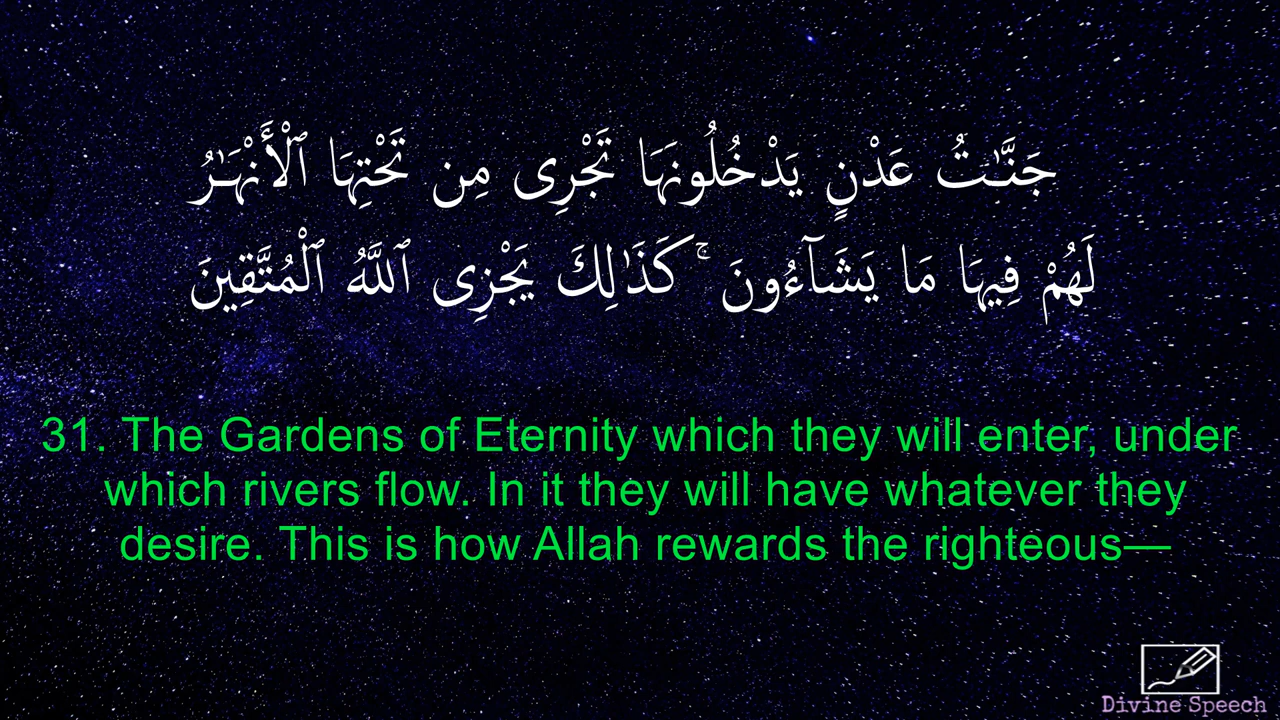 جَنَّـٰتُ عَدْنٍ يَدْخُلُونَهَا تَجْرِى مِن تَحْتِهَا ٱلْأَنْهَـٰرُ
لَهُمْ فِيهَا مَا يَشَآءُونَ ۚ كَذَٰلِكَ يَجْزِى ٱللَّهُ ٱلْمُتَّقِينَ
31. The Gardens of Eternity which they will enter, under
which rivers flow. In it they will have whatever they
desire. This is how Allah rewards the righteous—
Divine Speech